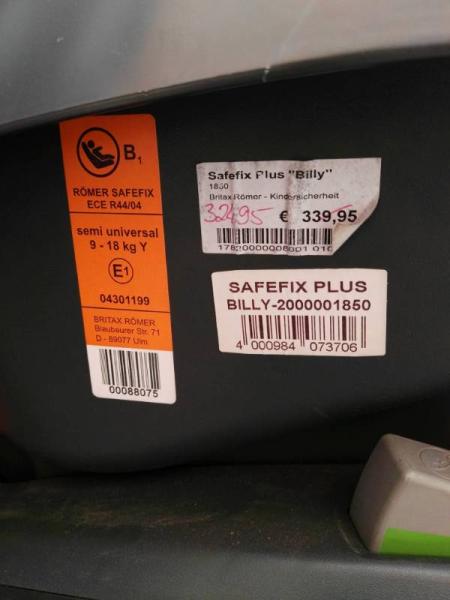 B1
RÖMER SAFEFIX
ECE R44/04
semi universal
9 - 18 kg Y
E1
04301199
BRITAX RÖMER
Blaubeurer Str. 71
D - 89077 Ulm
00088075
Safefix Plus "Billy"
1850
Britax Römer - Kindersicherheit
324,95 € 339,95
SAFEFIX PLUS
BILLY-2000001850
4 000984 073706